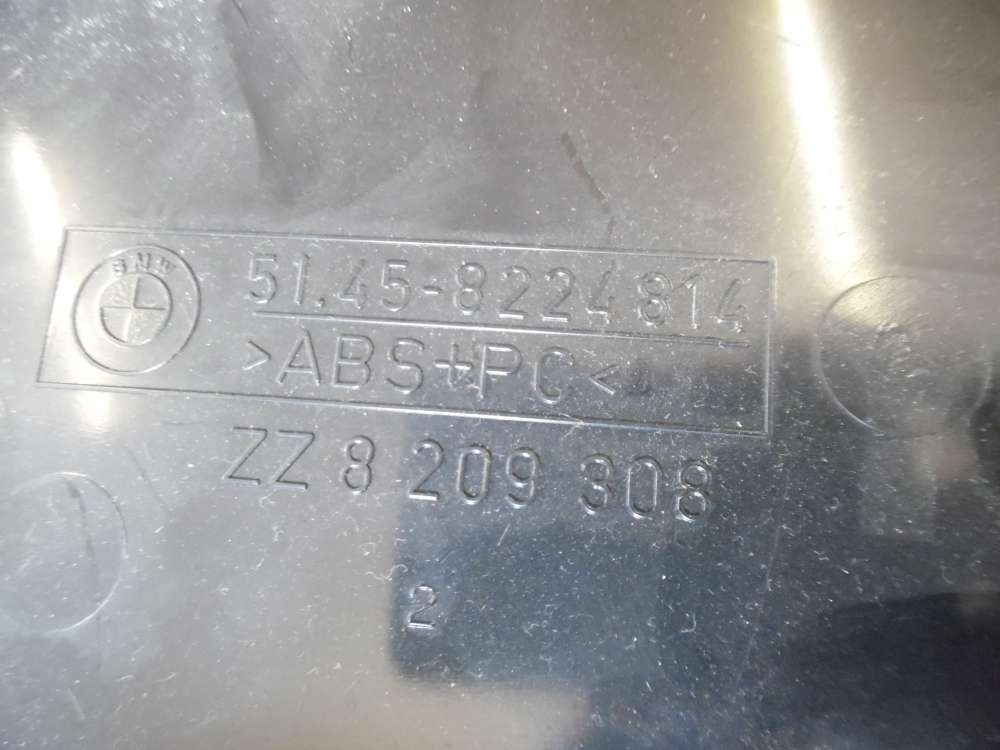 BMW
51.45-8224814
>ABS+PC<
ZZ 8 209 308
2